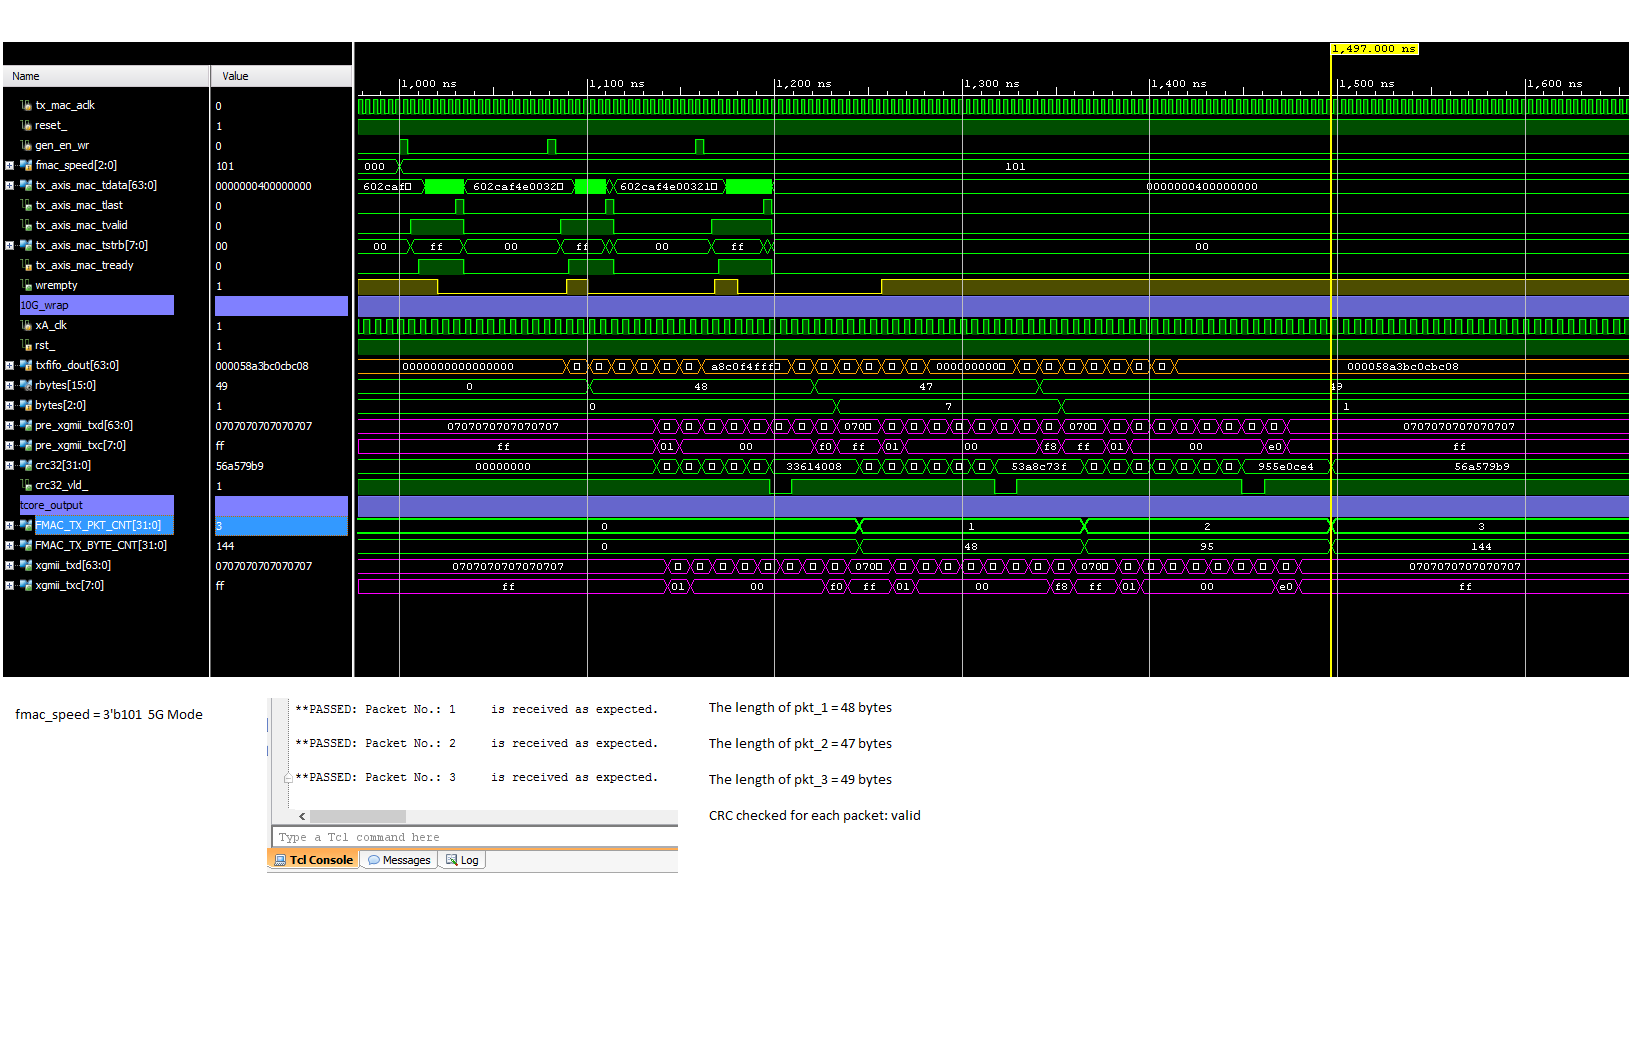 1,497.000 ns
Name Value 1,000 ns 1,100 ns 1,200 ns 1,300 ns 1,400 ns 1,500 ns 1,600 ns
tx_mac_aclk 0
reset_ 1
gen_en_wr 0
fmac_speed[2:0] 101 000 101
tx_axis_mac_tdata[63:0] 0000000400000000 602caf 602caf4e0032 602caf4e00321 0000000400000000
tx_axis_mac_tlast 0
tx_axis_mac_tvalid 0
tx_axis_mac_tstrb[7:0] 00 00 ff 00 ff 00 ff 00
tx_axis_mac_tready 0
wrempty 1
10G_wrap
xA_clk 1
rst_ 1
txfifo_dout[63:0] 000058a3bc0cbc08 0000000000000000 a8c0f4fff 000000000 000058a3bc0cbc08
rbytes[15:0] 49 0 48 47 49
bytes[2:0] 1 0 7 1
pre_xgmii_txd[63:0] 0707070707070707 0707070707070707 070 070 0707070707070707
pre_xgmii_txc[7:0] ff ff 01 00 f0 ff 01 00 f8 ff 01 00 e0 ff
crc32[31:0] 56a579b9 00000000 33614008 53a8c73f 955e0ce4 56a579b9
crc32_vld_ 1
tcore_output
FMAC_TX_PKT_CNT[31:0] 3 0 1 2 3
FMAC_TX_BYTE_CNT[31:0] 144 0 48 95 144
xgmii_txd[63:0] 0707070707070707 0707070707070707 070 070 0707070707070707
xgmii_txc[7:0] ff ff 01 00 f0 ff 01 00 f8 ff 01 00 e0 ff
fmac_speed = 3'b101 5G Mode
**PASSED: Packet No.: 1 is received as expected.
The length of pkt_1 = 48 bytes
**PASSED: Packet No.: 2 is received as expected.
The length of pkt_2 = 47 bytes
**PASSED: Packet No.: 3 is received as expected.
The length of pkt_3 = 49 bytes
CRC checked for each packet: valid
Type a Tcl command here
Tcl Console Messages Log